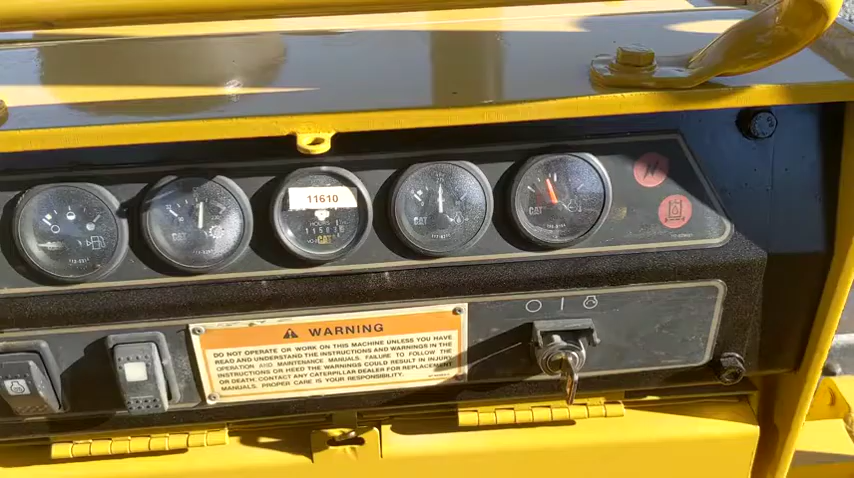 11610
HOURS
CAT
CAT
CAT
CAT
WARNING
DO NOT OPERATE OR WORK ON THIS MACHINE UNLESS YOU HAVE
READ AND UNDERSTAND THE INSTRUCTIONS AND WARNINGS IN THE
OPERATION AND MAINTENANCE MANUALS. FAILURE TO FOLLOW THE
INSTRUCTIONS OR HEED THE WARNINGS COULD RESULT IN INJURY
OR DEATH. CONTACT ANY CATERPILLAR DEALER FOR REPLACEMENT
MANUALS. PROPER CARE IS YOUR RESPONSIBILITY.